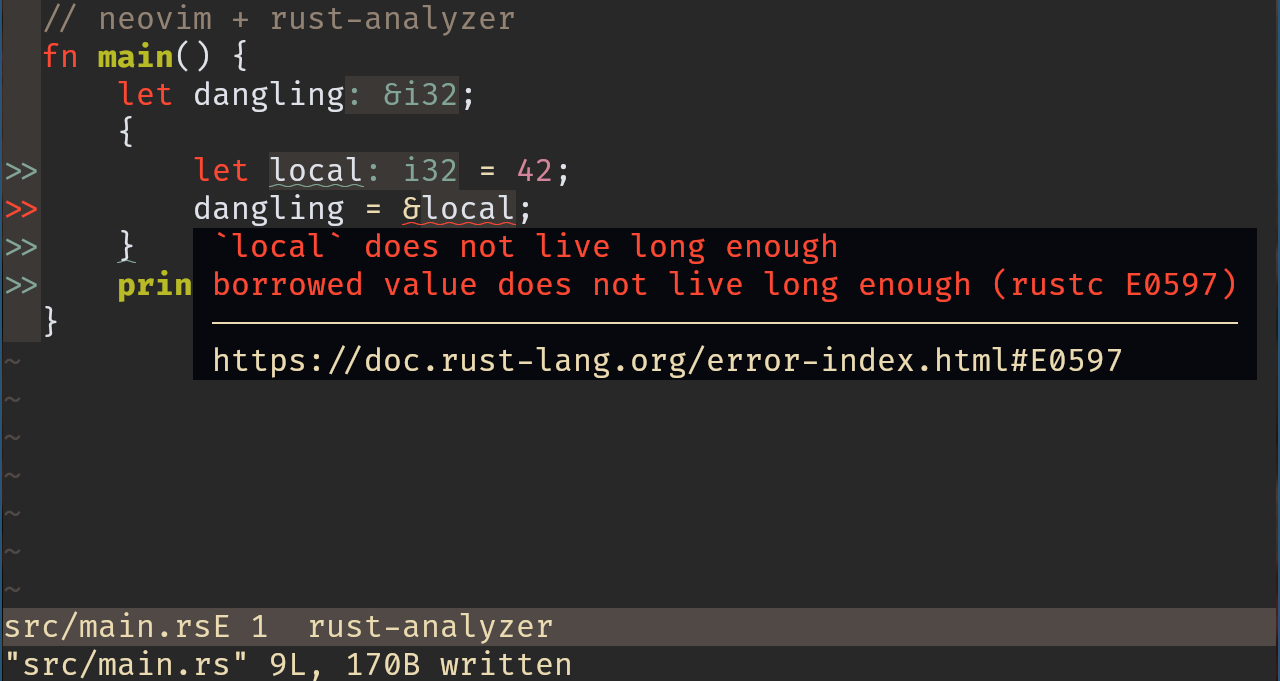 // neovim + rust-analyzer
fn main() {
    let dangling: &i32;
    {
>>      let local: i32 = 42;
>>      dangling = &local;
>>  }
`local` does not live long enough
>>  prin
borrowed value does not live long enough (rustc E0597)
}
https://doc.rust-lang.org/error-index.html#E0597
~
~
~
~
~
~
~
src/main.rsE 1  rust-analyzer
"src/main.rs" 9L, 170B written